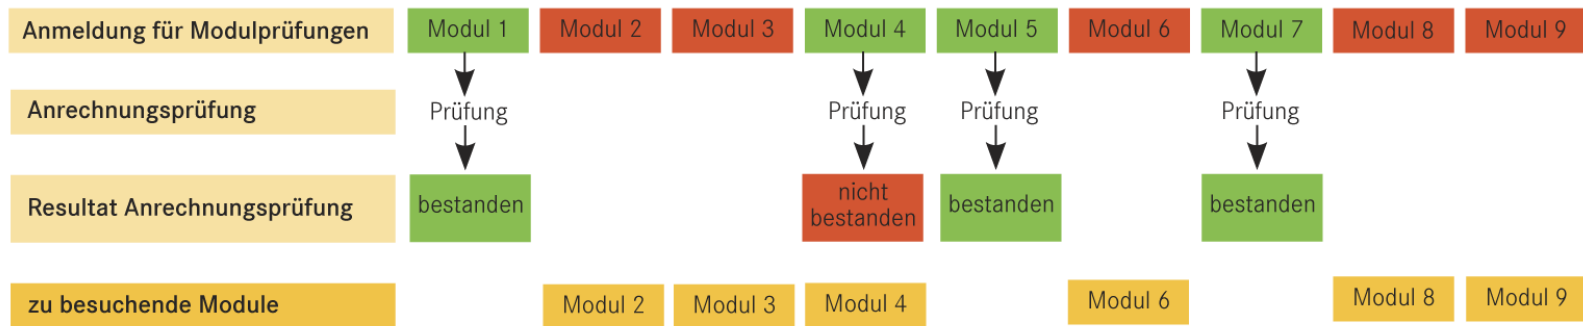 Anmeldung für Modulprüfungen Modul 1 Modul 2 Modul 3 Modul 4 Modul 5 Modul 6 Modul 7 Modul 8 Modul 9
Anrechnungsprüfung Prüfung Prüfung Prüfung Prüfung
Resultat Anrechnungsprüfung bestanden nicht bestanden bestanden bestanden
zu besuchende Module Modul 2 Modul 3 Modul 4 Modul 6 Modul 8 Modul 9